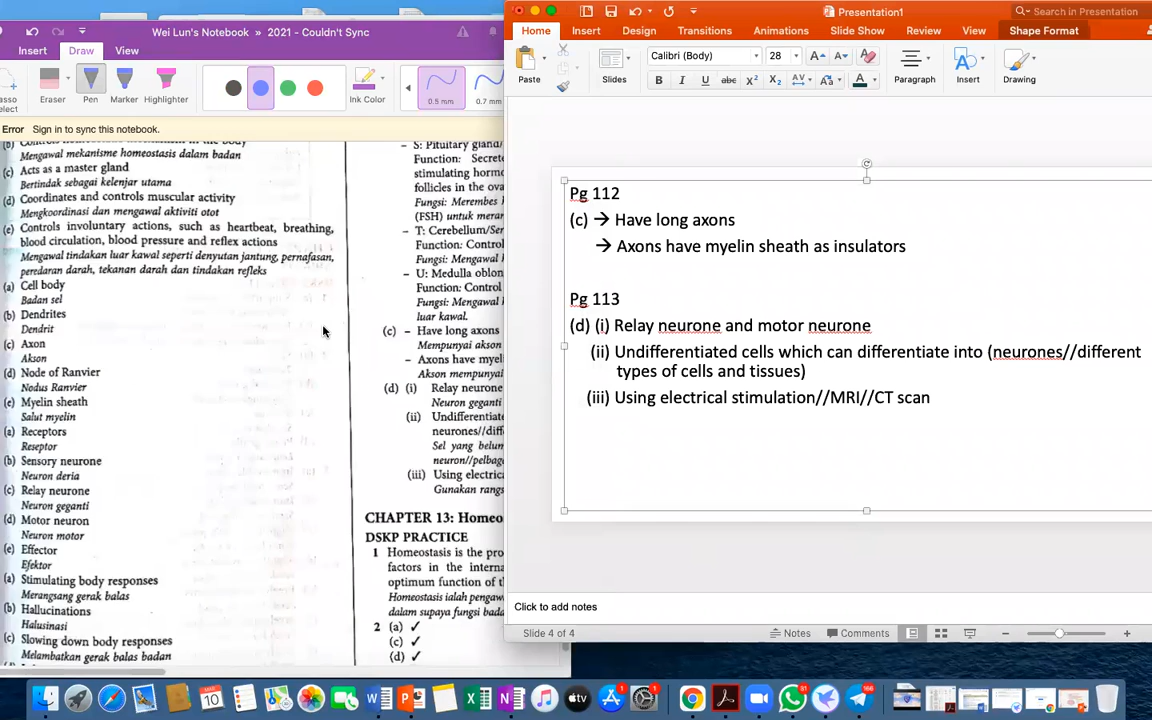 Wei Lun's Notebook » 2021 - Couldn't Sync
Insert Draw View
Eraser Pen Marker Highlighter Ink Color 0.5 mm 0.7 mm
Error Sign in to sync this notebook.
Mengawal mekanisme homeostasis dalam badan
(c) Acts as a master gland
Bertindak sebagai kelenjar utama
(d) Coordinates and controls muscular activity
Mengkoordinasi dan mengawal aktiviti otot
(e) Controls involuntary actions, such as heartbeat, breathing,
blood circulation, blood pressure and reflex actions
Mengawal tindakan luar kawal seperti denyutan jantung, pernafasan,
peredaran darah, tekanan darah dan tindakan refleks
(a) Cell body
Badan sel
(b) Dendrites
Dendrit
(c) Axon
Akson
(d) Node of Ranvier
Nodus Ranvier
(e) Myelin sheath
Salut myelin
(a) Receptors
Reseptor
(b) Sensory neurone
Neuron deria
(c) Relay neurone
Neuron geganti
(d) Motor neuron
Neuron motor
(e) Effector
Efektor
(a) Stimulating body responses
Merangsang gerak balas
(b) Hallucinations
Halusinasi
(c) Slowing down body responses
Melambatkan gerak balas badan
- S: Pituitary gland/
Function: Secrete
stimulating hormo
follicles in the ova
Fungsi: Merembes
(FSH) untuk meran
- T: Cerebellum/Ser
Function: Control
Fungsi: Mengawal
- U: Medulla oblon
Function: Control
Fungsi: Mengawal
luar kawal.
(c) - Have long axons
Mempunyai akson
- Axons have myel
Akson mempunyai
(d) (i) Relay neurone
Neuron geganti
(ii) Undifferentiated
neurones//diff
Sel yang belum
neuron//pelbag
(iii) Using electric
Gunakan rangs
CHAPTER 13: Homeo
DSKP PRACTICE
1 Homeostasis is the pro
factors in the interna
optimum function of t
Homeostasis ialah pengaw
dalam supaya fungsi bada
2 (a) ✓
(c) ✓
(d) ✓
Presentation1
Search in Presentation
Home Insert Design Transitions Animations Slide Show Review View Shape Format
Paste Slides Calibri (Body) 28 Paragraph Insert Drawing
Pg 112
(c) → Have long axons
→ Axons have myelin sheath as insulators
Pg 113
(d) (i) Relay neurone and motor neurone
(ii) Undifferentiated cells which can differentiate into (neurones//different
types of cells and tissues)
(iii) Using electrical stimulation//MRI//CT scan
Click to add notes
Slide 4 of 4 Notes Comments